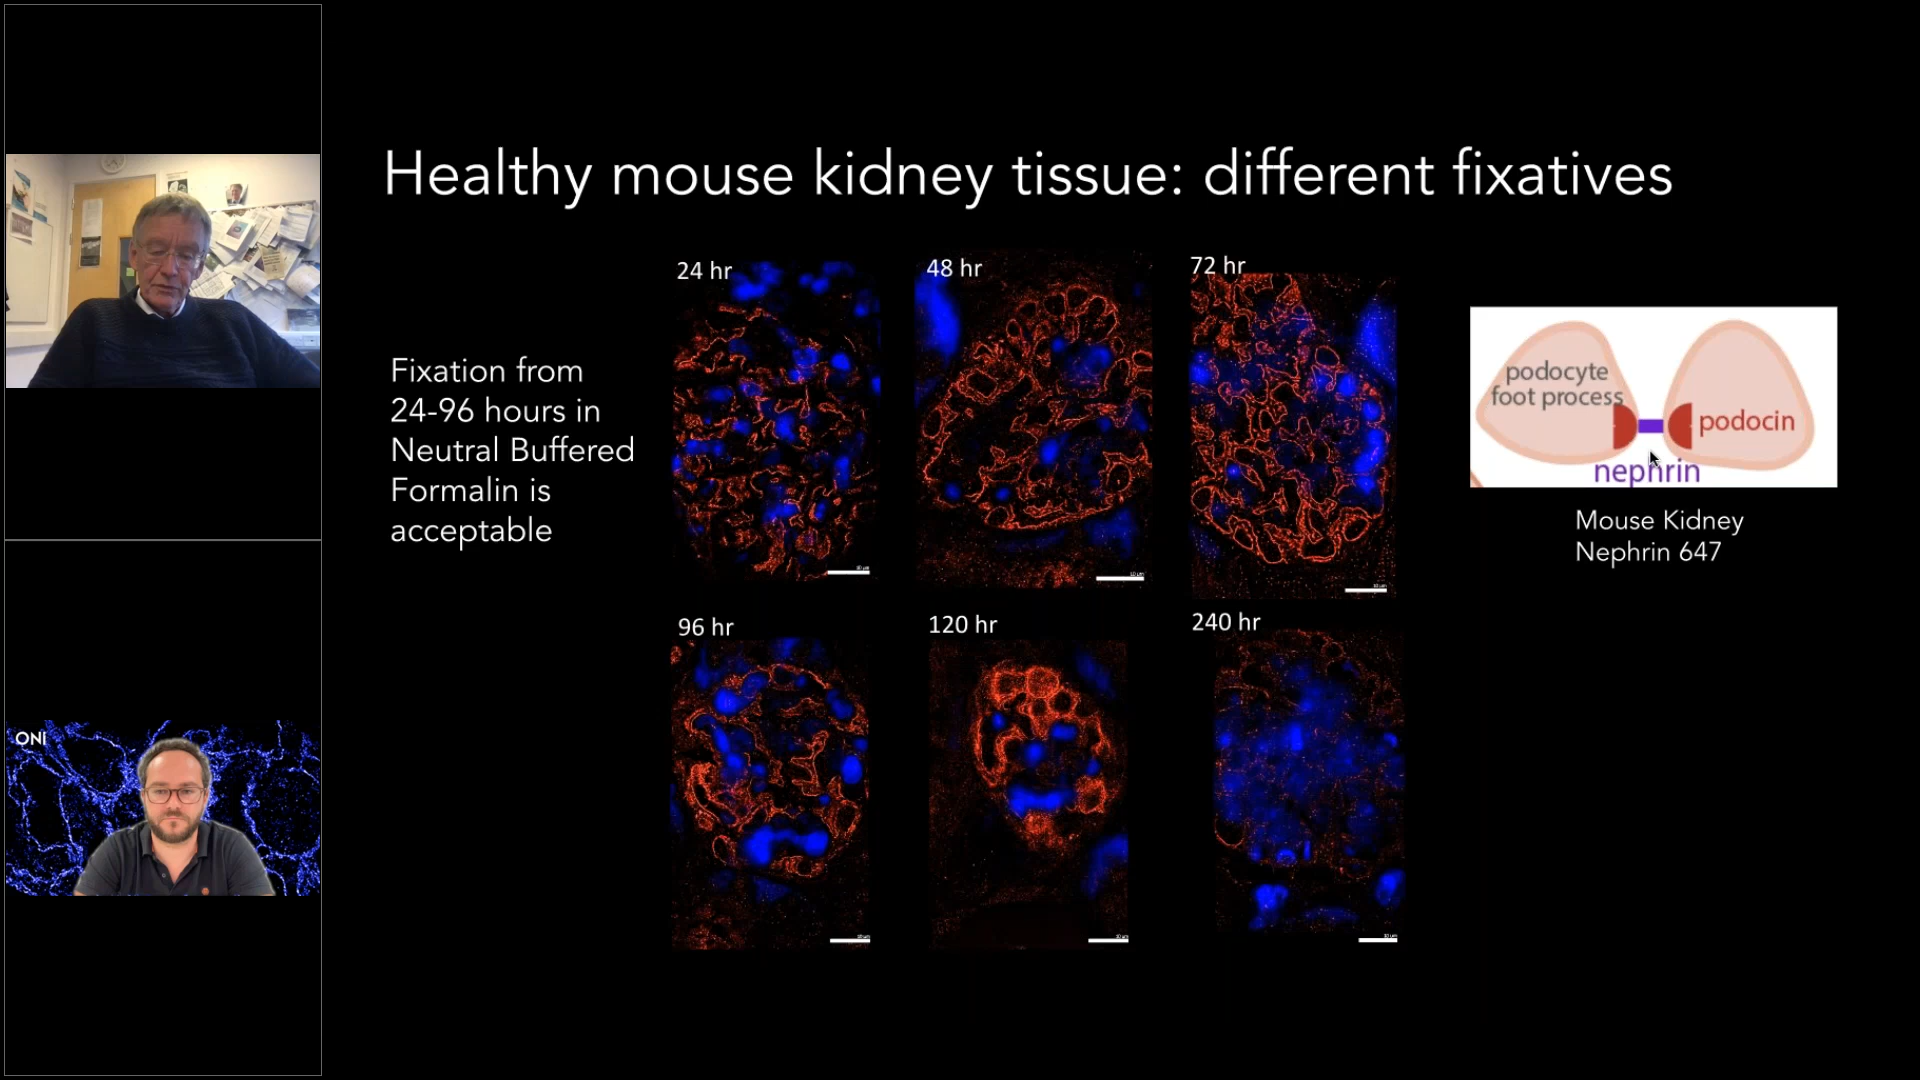 Healthy mouse kidney tissue: different fixatives
24 hr
48 hr
72 hr
Fixation from
24-96 hours in
Neutral Buffered
Formalin is
acceptable
podocyte
foot process
podocin
nephrin
Mouse Kidney
Nephrin 647
96 hr
120 hr
240 hr
ONI